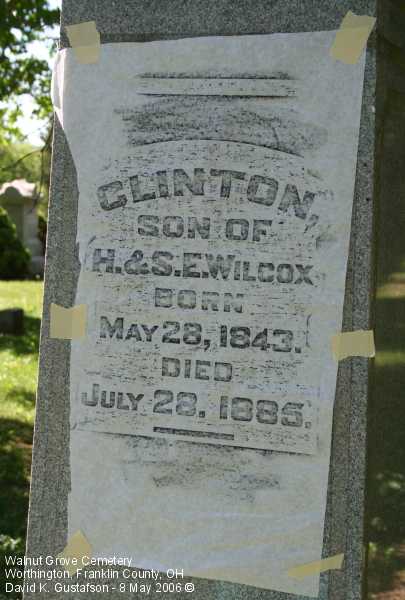 CLINTON,
SON OF
H. & S. E. WILCOX
BORN
MAY 28, 1843.
DIED
JULY 28. 1885.
Walnut Grove Cemetery
Worthington, Franklin County, OH
David K. Gustafson - 8 May 2006 ©